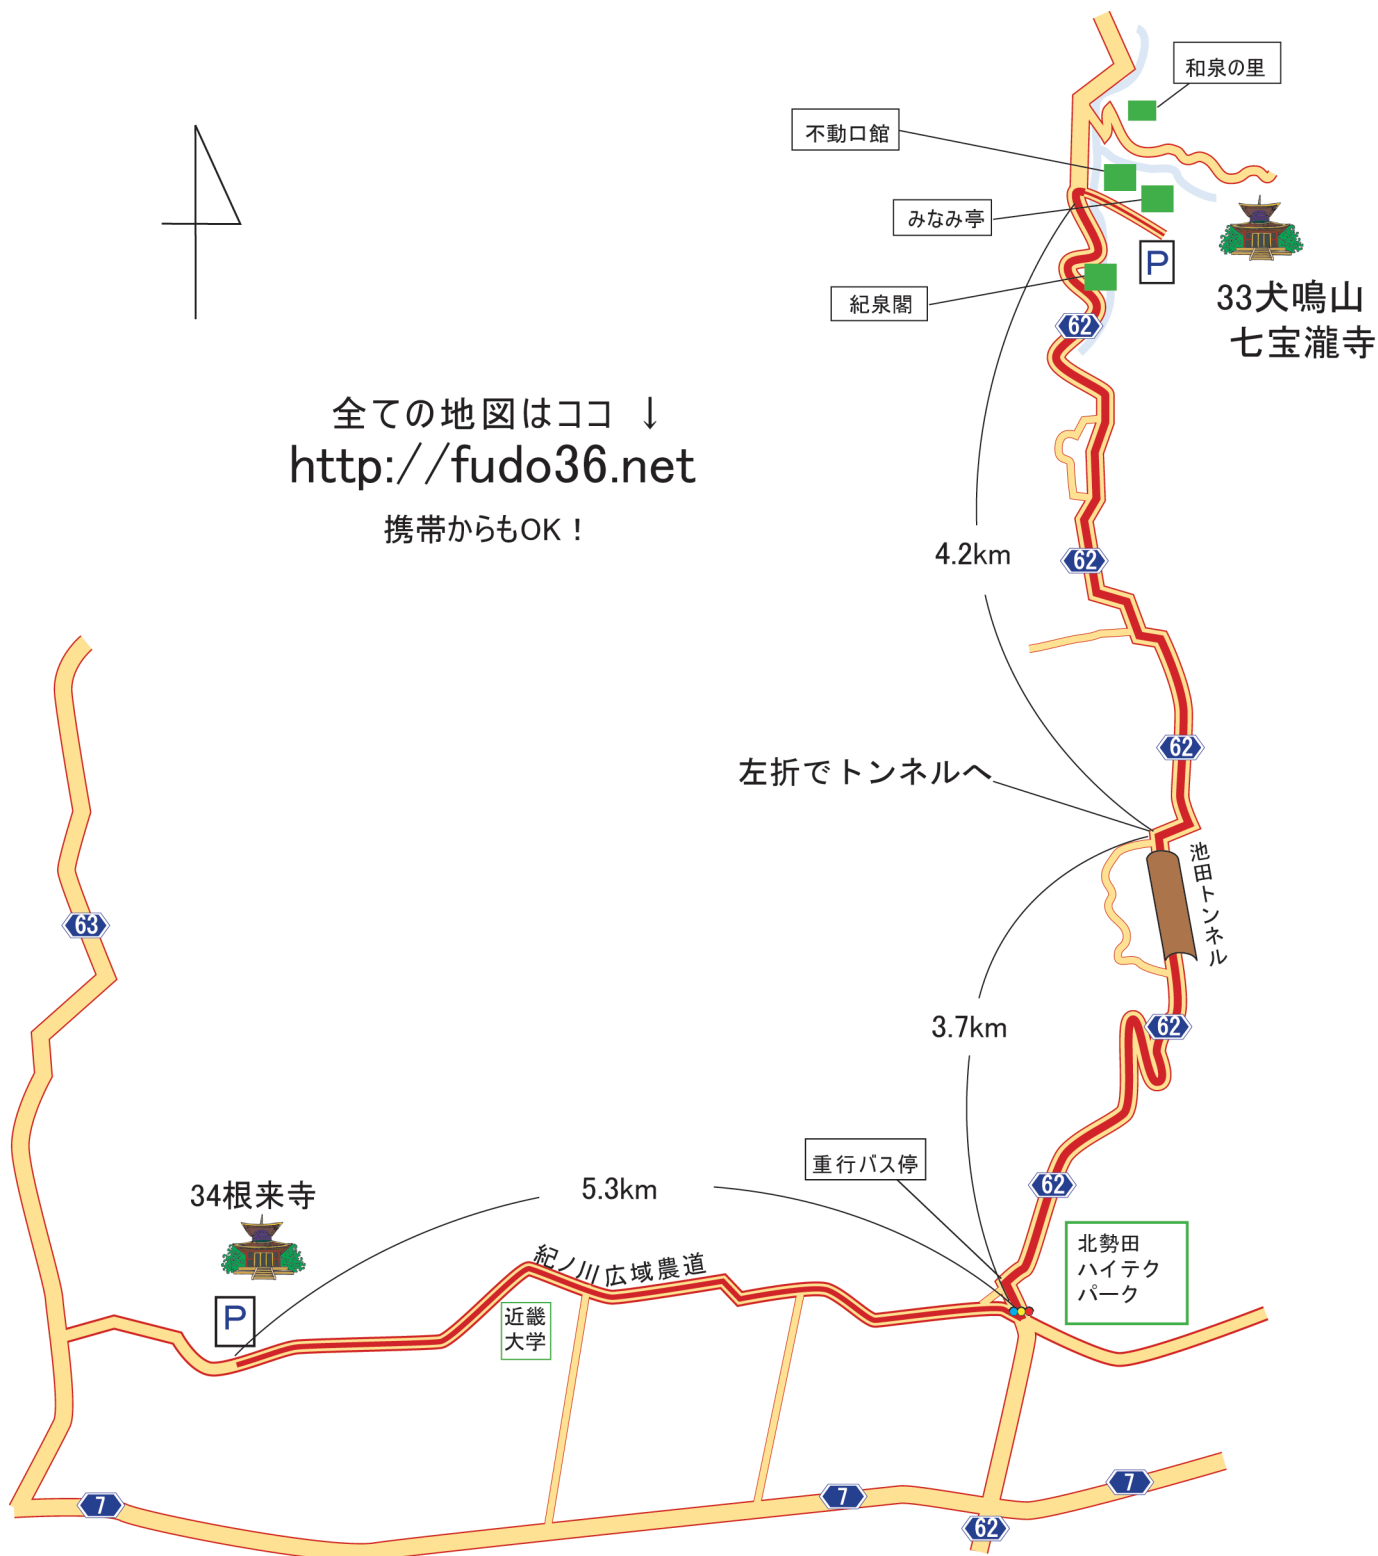 和泉の里
不動口館
みなみ亭
P
紀泉閣
33犬鳴山
七宝瀧寺
62
全ての地図はココ ↓
http://fudo36.net
携帯からもOK！
4.2km
62
62
左折でトンネルへ
池田トンネル
63
3.7km
62
重行バス停
34根来寺
5.3km
62
北勢田
ハイテク
パーク
紀ノ川広域農道
P
近畿
大学
7
7
7
62